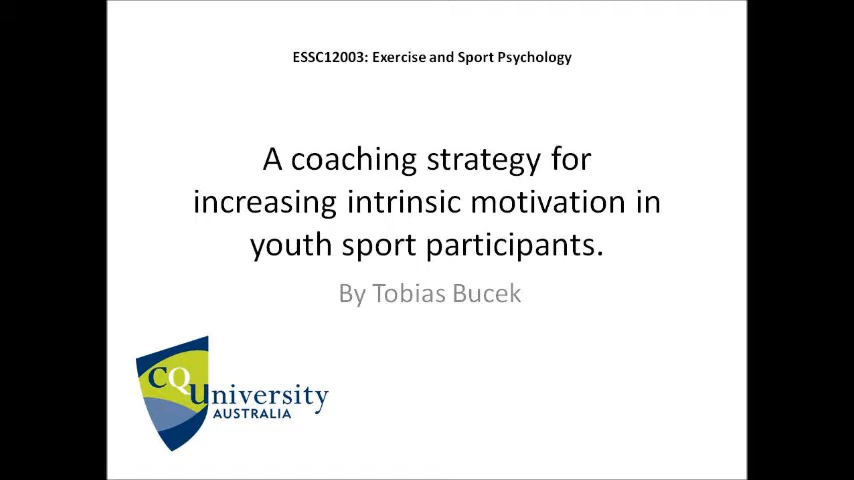 ESSC12003: Exercise and Sport Psychology
A coaching strategy for
increasing intrinsic motivation in
youth sport participants.
By Tobias Bucek
CQUniversity
AUSTRALIA